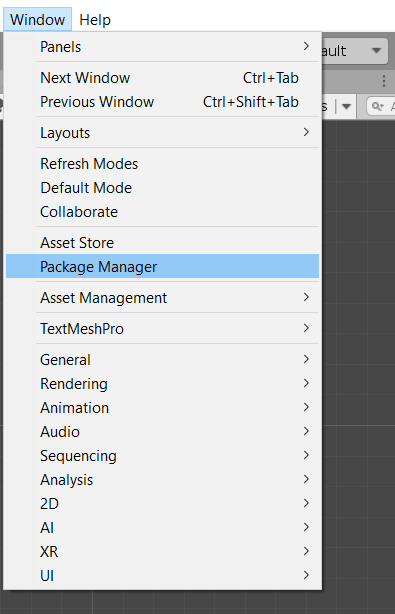 Window Help
Panels
ault
Next Window Ctrl+Tab
Previous Window Ctrl+Shift+Tab
Layouts
Refresh Modes
Default Mode
Collaborate
Asset Store
Package Manager
Asset Management
TextMeshPro
General
Rendering
Animation
Audio
Sequencing
Analysis
2D
AI
XR
UI